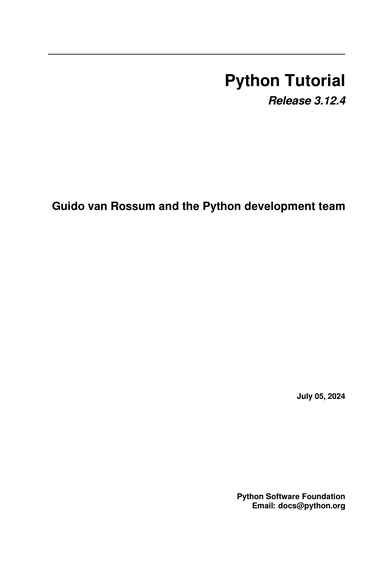 Python Tutorial
Release 3.12.4
Guido van Rossum and the Python development team
July 05, 2024
Python Software Foundation
Email: docs@python.org